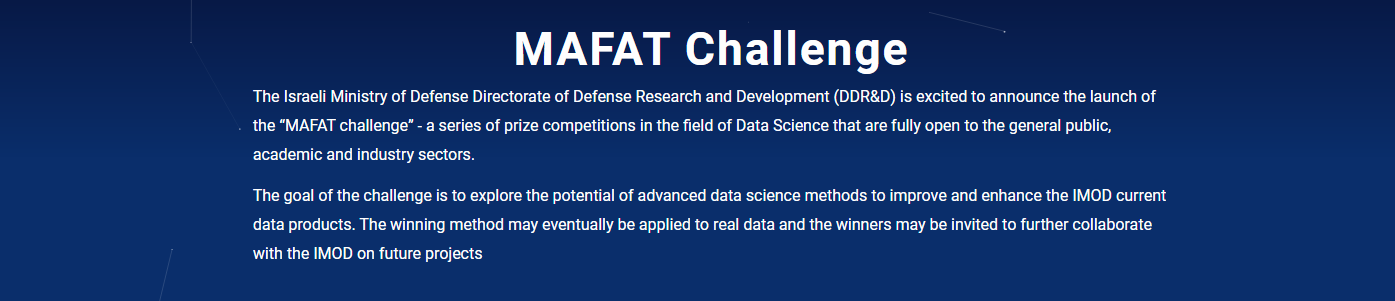 MAFAT Challenge
The Israeli Ministry of Defense Directorate of Defense Research and Development (DDR&D) is excited to announce the launch of
the “MAFAT challenge” - a series of prize competitions in the field of Data Science that are fully open to the general public,
academic and industry sectors.
The goal of the challenge is to explore the potential of advanced data science methods to improve and enhance the IMOD current
data products. The winning method may eventually be applied to real data and the winners may be invited to further collaborate
with the IMOD on future projects